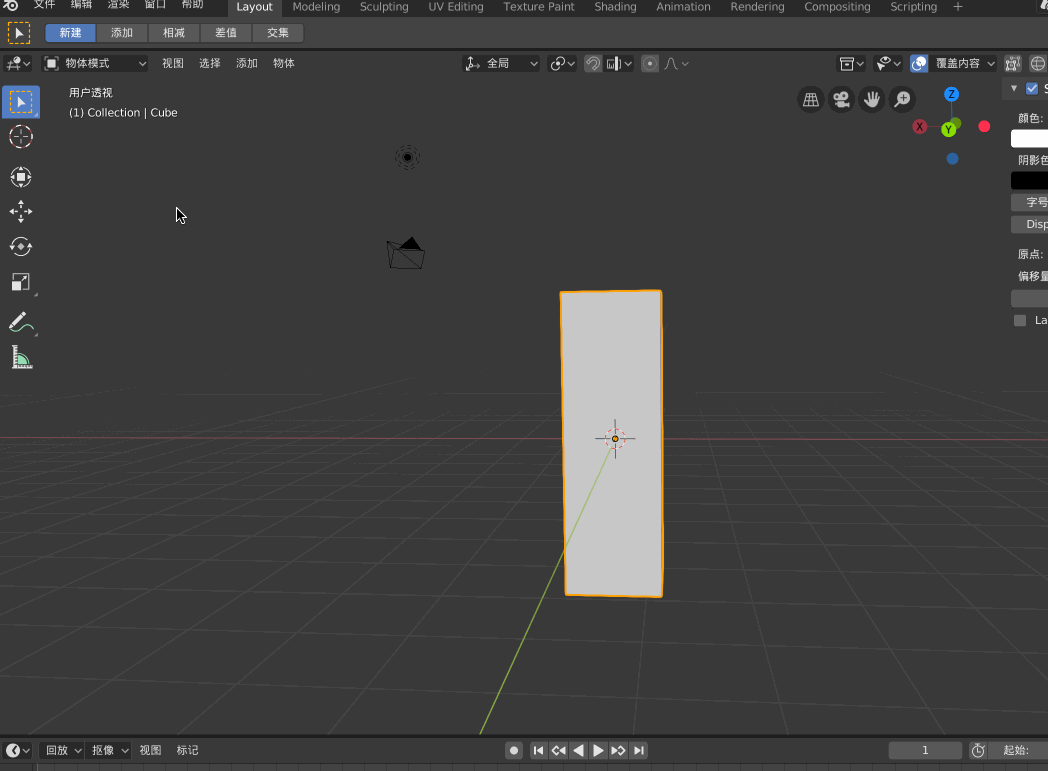 文件 编辑 渲染 窗口 帮助 Layout Modeling Sculpting UV Editing Texture Paint Shading Animation Rendering Compositing Scripting +
新建 添加 相减 差值 交集
物体模式 视图 选择 添加 物体 全局 覆盖内容
用户透视
(1) Collection | Cube
Z
X
Y
颜色:
阴影色
字号
Disp
原点:
偏移量
La
回放 抠像 视图 标记 1 起始: